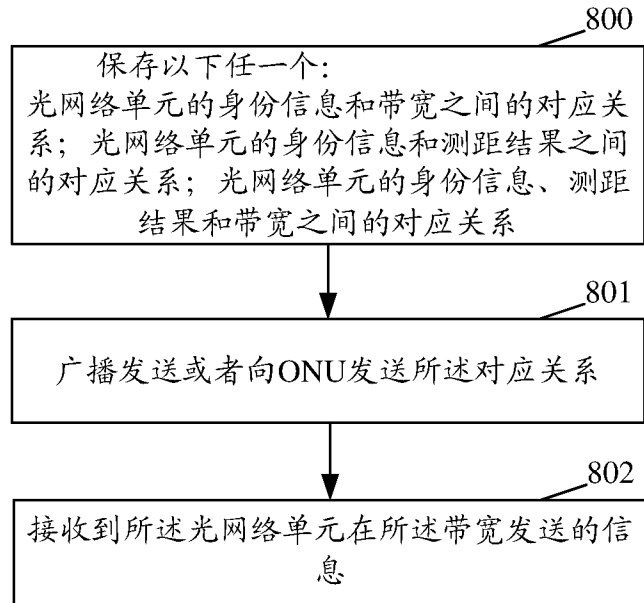 800
保存以下任一个:
光网络单元的身份信息和带宽之间的对应关
系；光网络单元的身份信息和测距结果之间
的对应关系；光网络单元的身份信息、测距
结果和带宽之间的对应关系
801
广播发送或者向ONU发送所述对应关系
802
接收到所述光网络单元在所述带宽发送的信
息